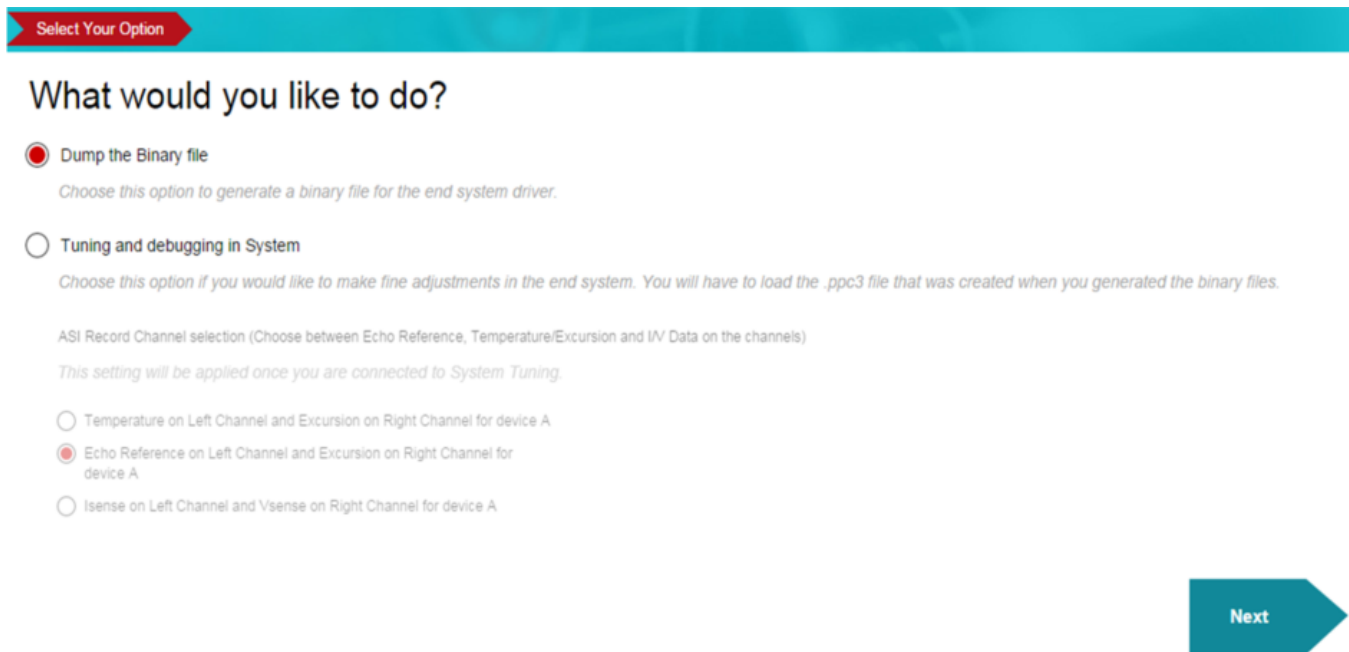 Select Your Option
What would you like to do?
Dump the Binary file
Choose this option to generate a binary file for the end system driver.
Tuning and debugging in System
Choose this option if you would like to make fine adjustments in the end system. You will have to load the .ppc3 file that was created when you generated the binary files.
ASI Record Channel selection (Choose between Echo Reference, Temperature/Excursion and I/V Data on the channels)
This setting will be applied once you are connected to System Tuning.
Temperature on Left Channel and Excursion on Right Channel for device A
Echo Reference on Left Channel and Excursion on Right Channel for
device A
Isense on Left Channel and Vsense on Right Channel for device A
Next